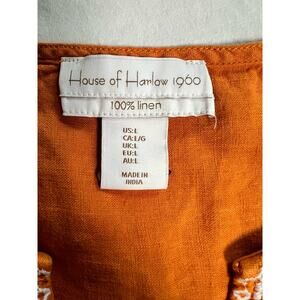 House of Harlow 1960
100% linen
US:L
CA:L/G
UK:L
EU:L
AU:L
MADE IN
INDIA